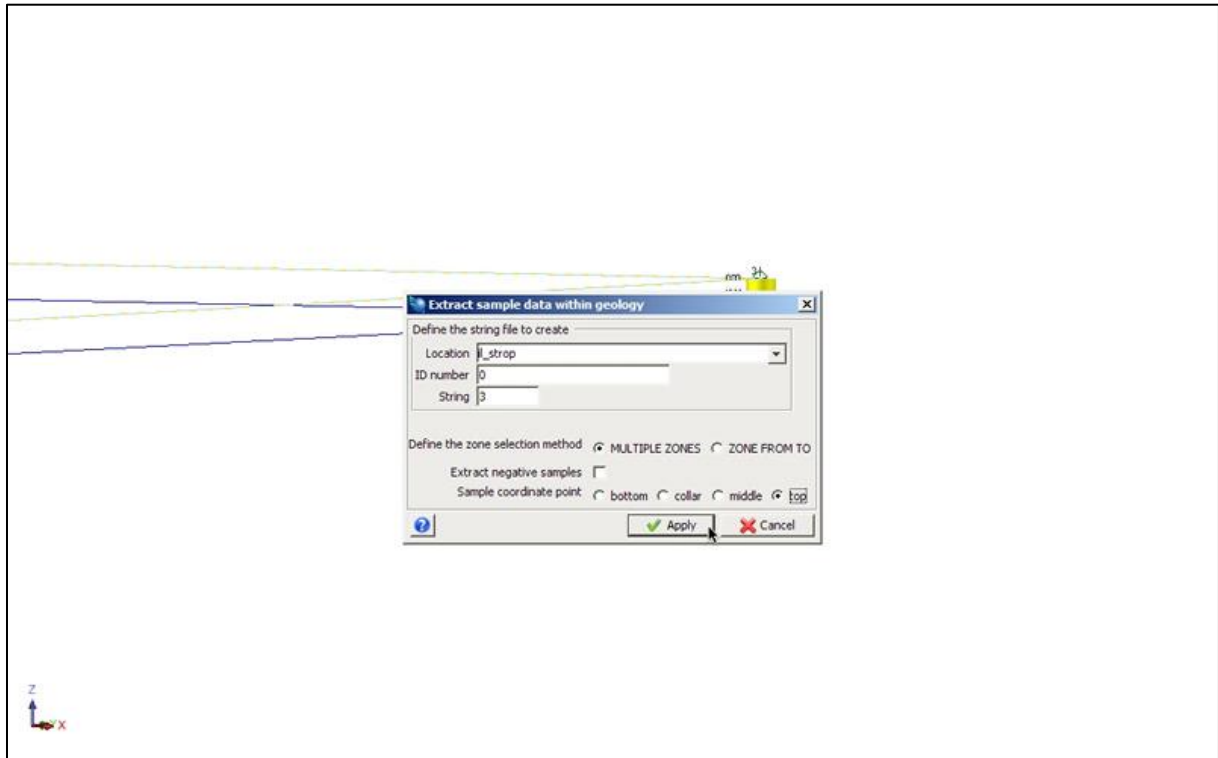 Extract sample data within geology
Define the string file to create
Location il_strop
ID number 0
String 3
Define the zone selection method MULTIPLE ZONES ZONE FROM TO
Extract negative samples
Sample coordinate point bottom collar middle top
Apply Cancel
Z
X